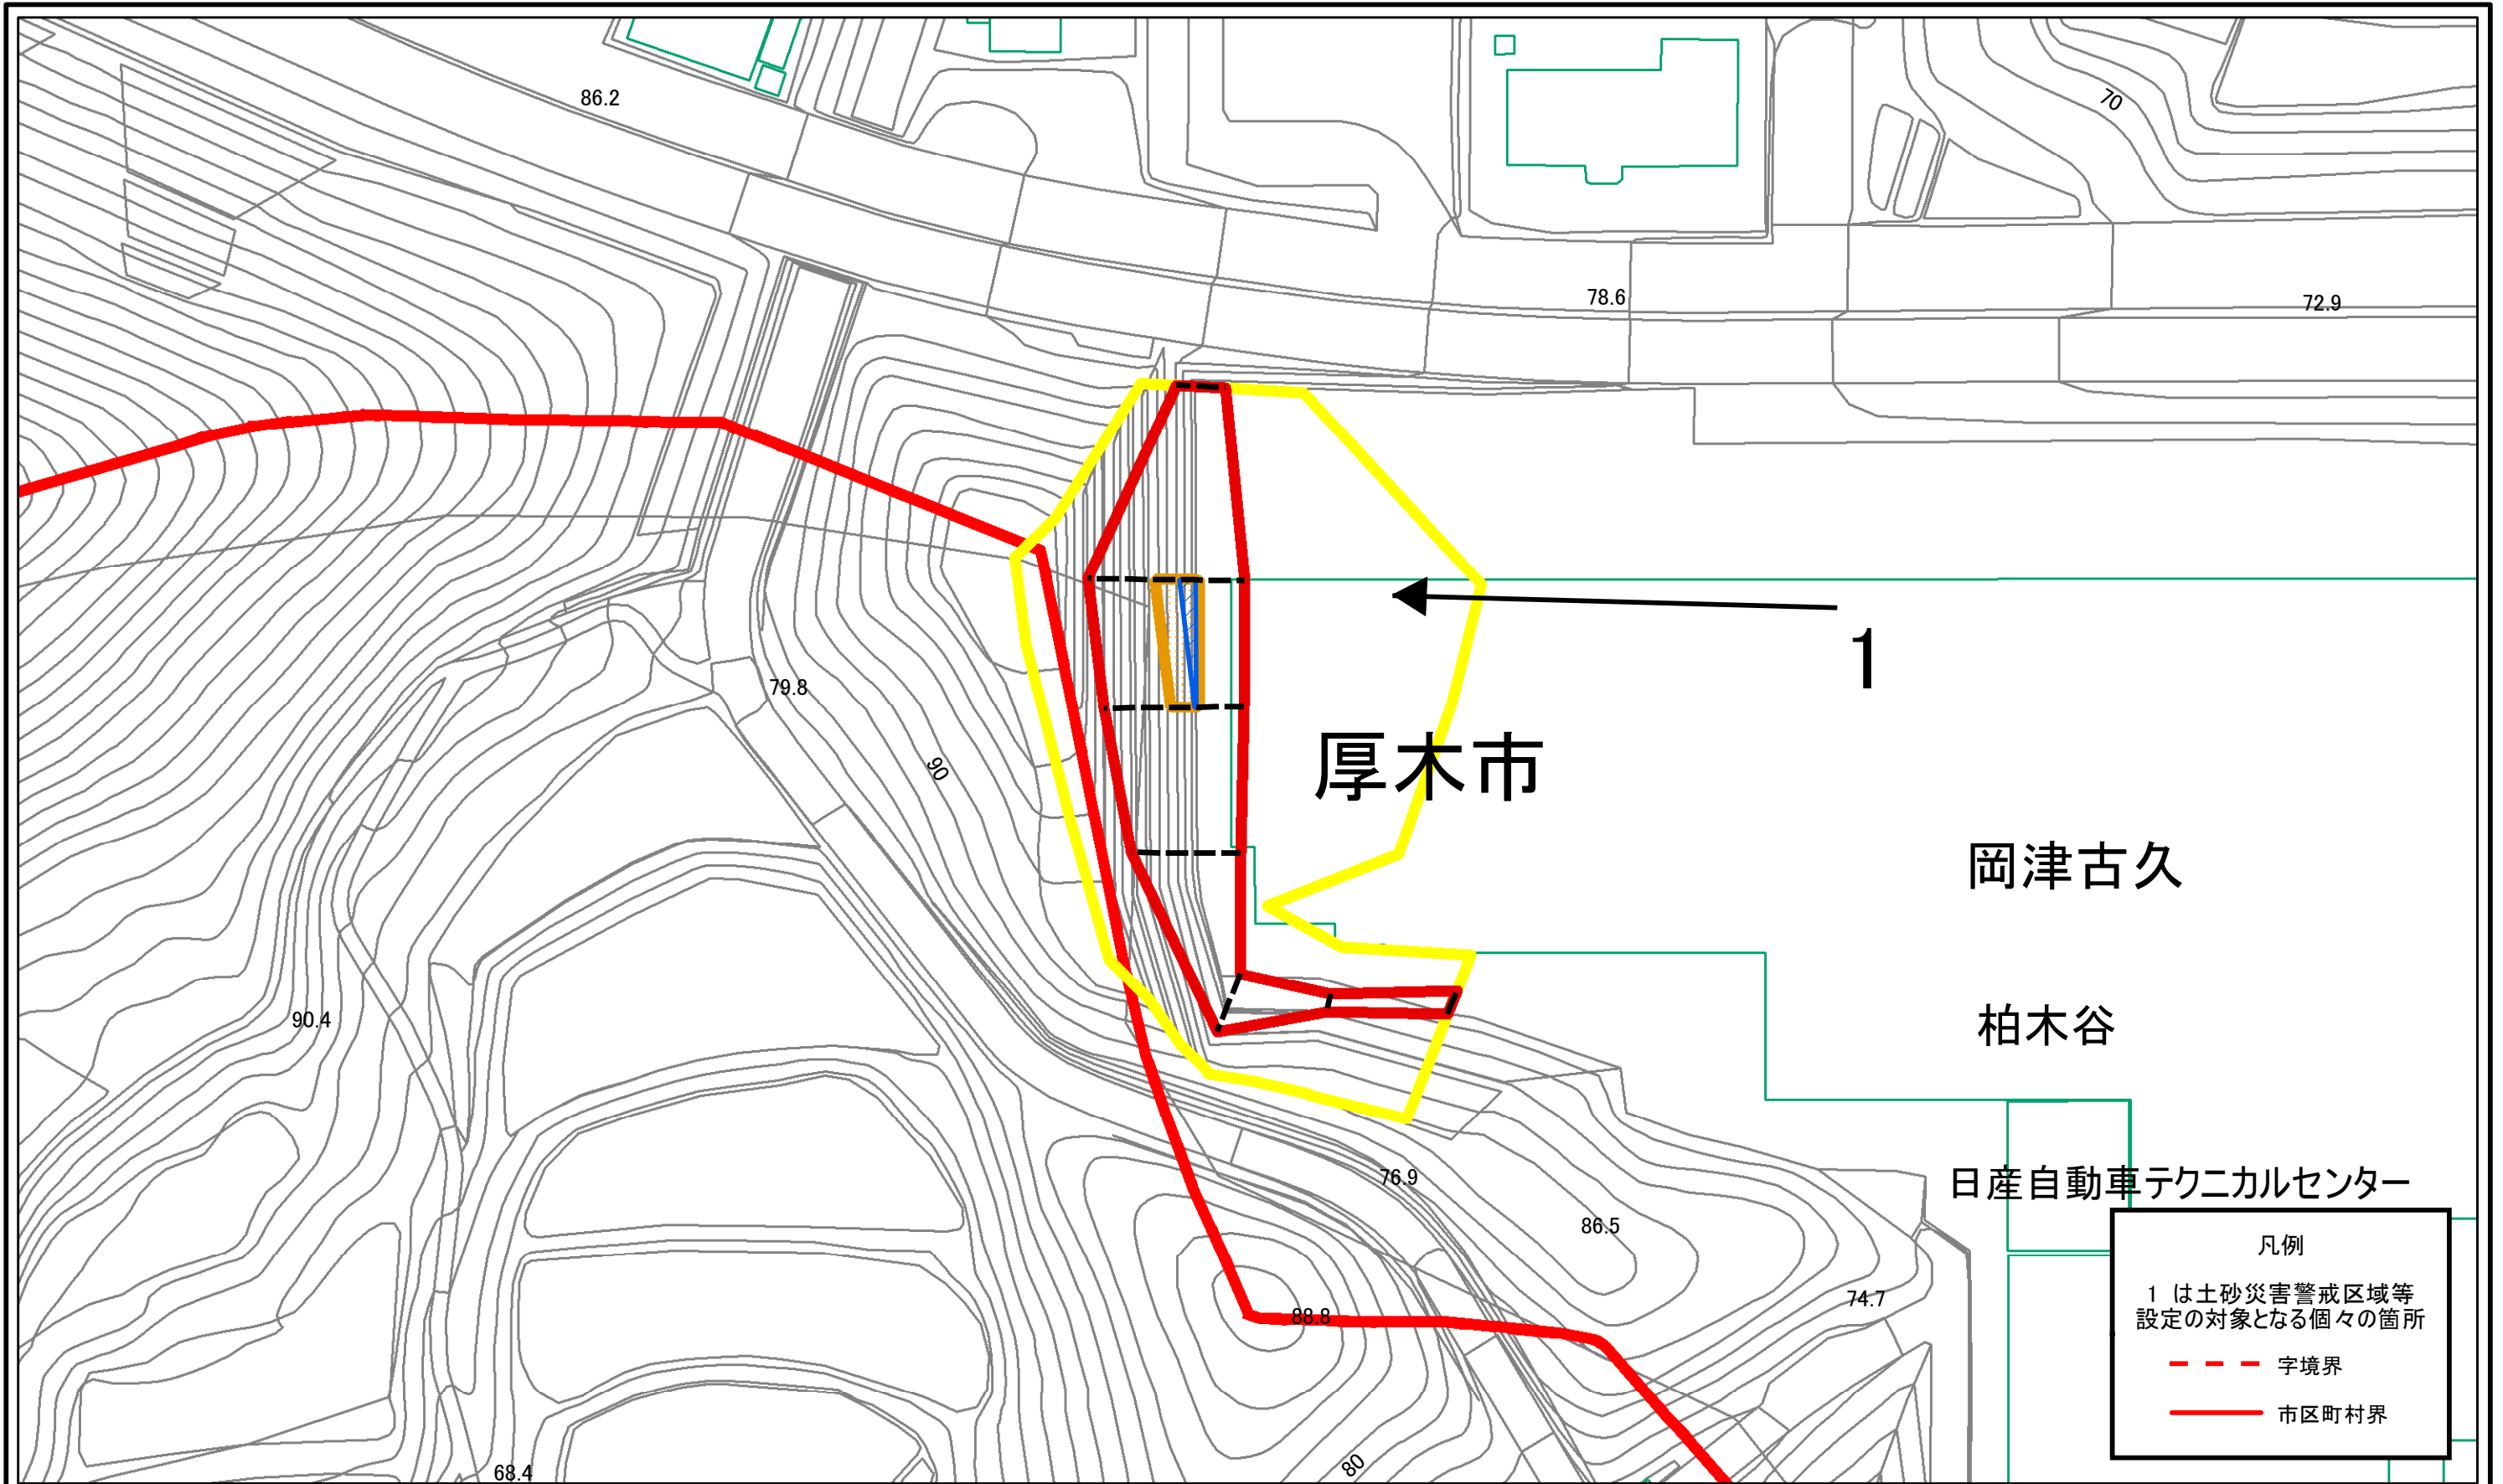 86.2
70
78.6
72.9
1
79.8
厚木市
90
岡津古久
90.4
柏木谷
76.9
日産自動車テクニカルセンター
86.5
凡例
1 は土砂災害警戒区域等
設定の対象となる個々の箇所
字境界
市区町村界
74.7
88.8
68.4
80